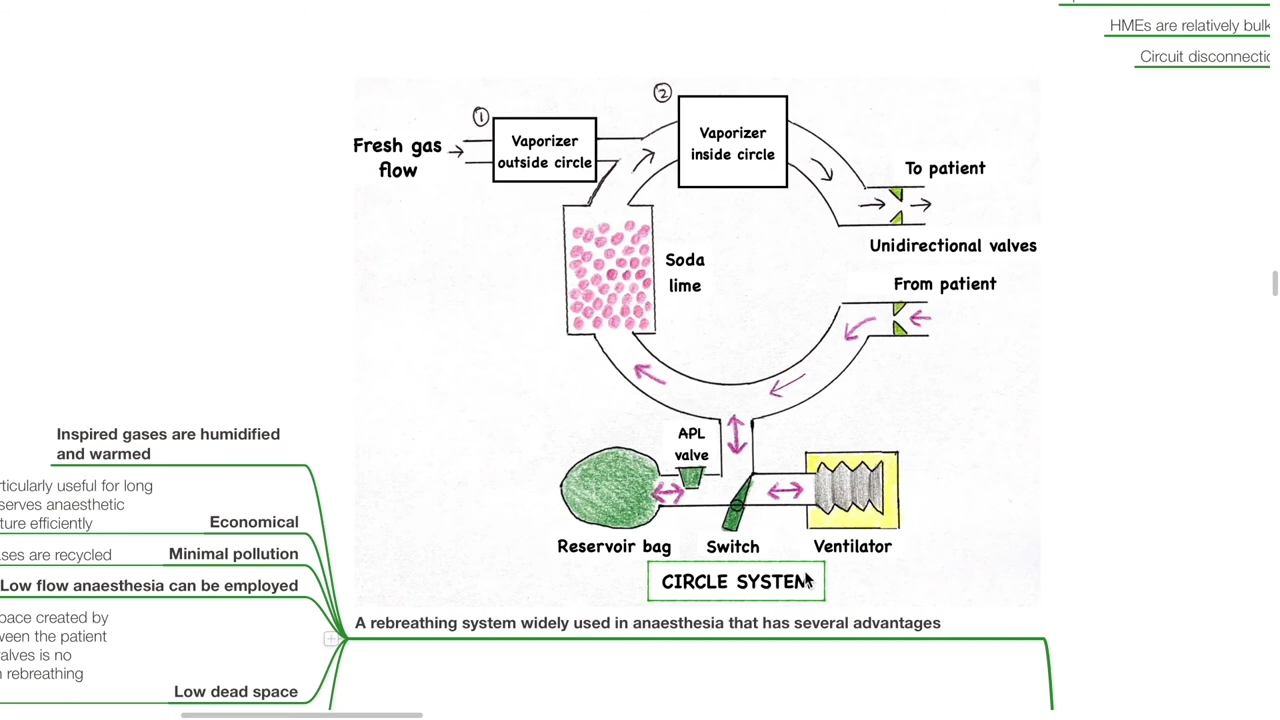 HMEs are relatively bulk
Circuit disconnectio
①
②
Fresh gas
flow
Vaporizer
outside circle
Vaporizer
inside circle
To patient
Unidirectional valves
Soda
lime
From patient
APL
valve
Reservoir bag
Switch
Ventilator
CIRCLE SYSTEM
A rebreathing system widely used in anaesthesia that has several advantages
Inspired gases are humidified
and warmed
rticularly useful for long
serves anaesthetic
ture efficiently
Economical
ses are recycled
Minimal pollution
Low flow anaesthesia can be employed
pace created by
ween the patient
alves is no
n rebreathing
Low dead space